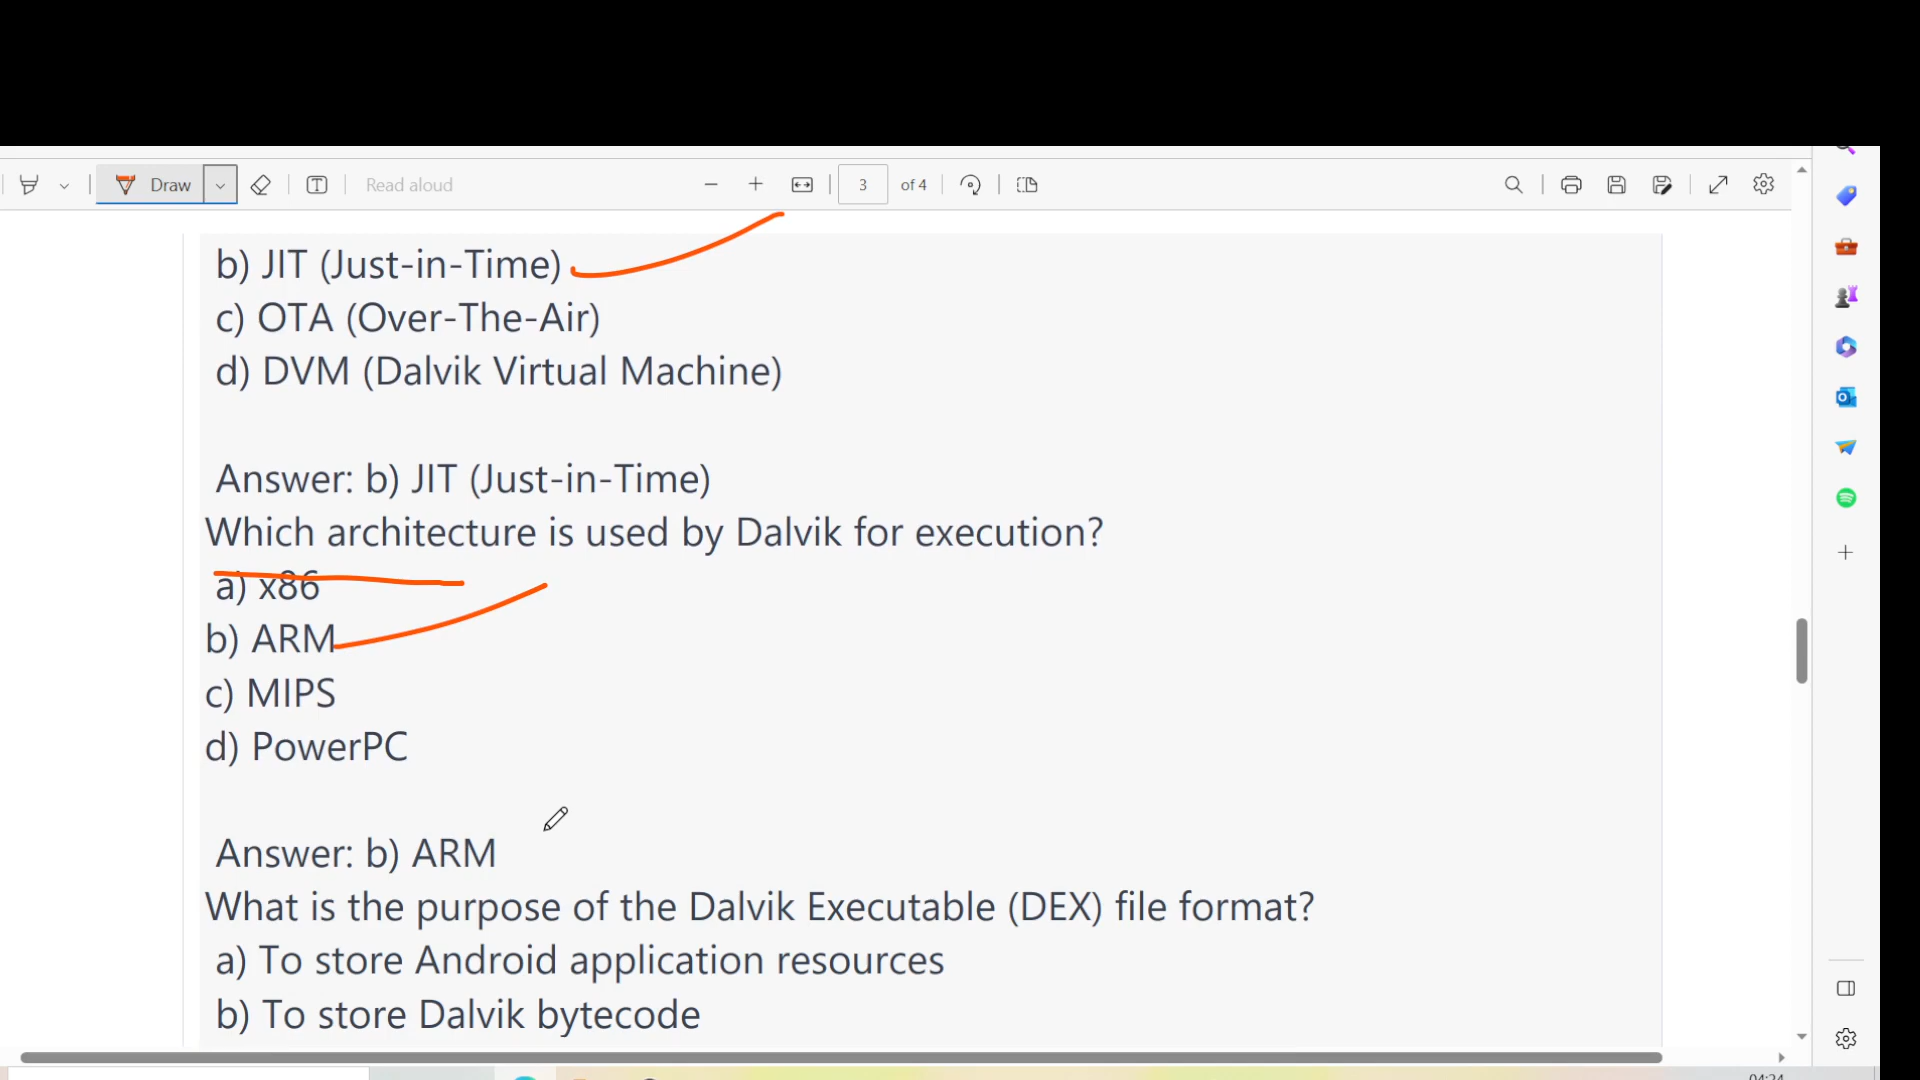 Draw
Read aloud
3
of 4
b) JIT (Just-in-Time)
c) OTA (Over-The-Air)
d) DVM (Dalvik Virtual Machine)
Answer: b) JIT (Just-in-Time)
Which architecture is used by Dalvik for execution?
a) x86
b) ARM
c) MIPS
d) PowerPC
Answer: b) ARM
What is the purpose of the Dalvik Executable (DEX) file format?
a) To store Android application resources
b) To store Dalvik bytecode